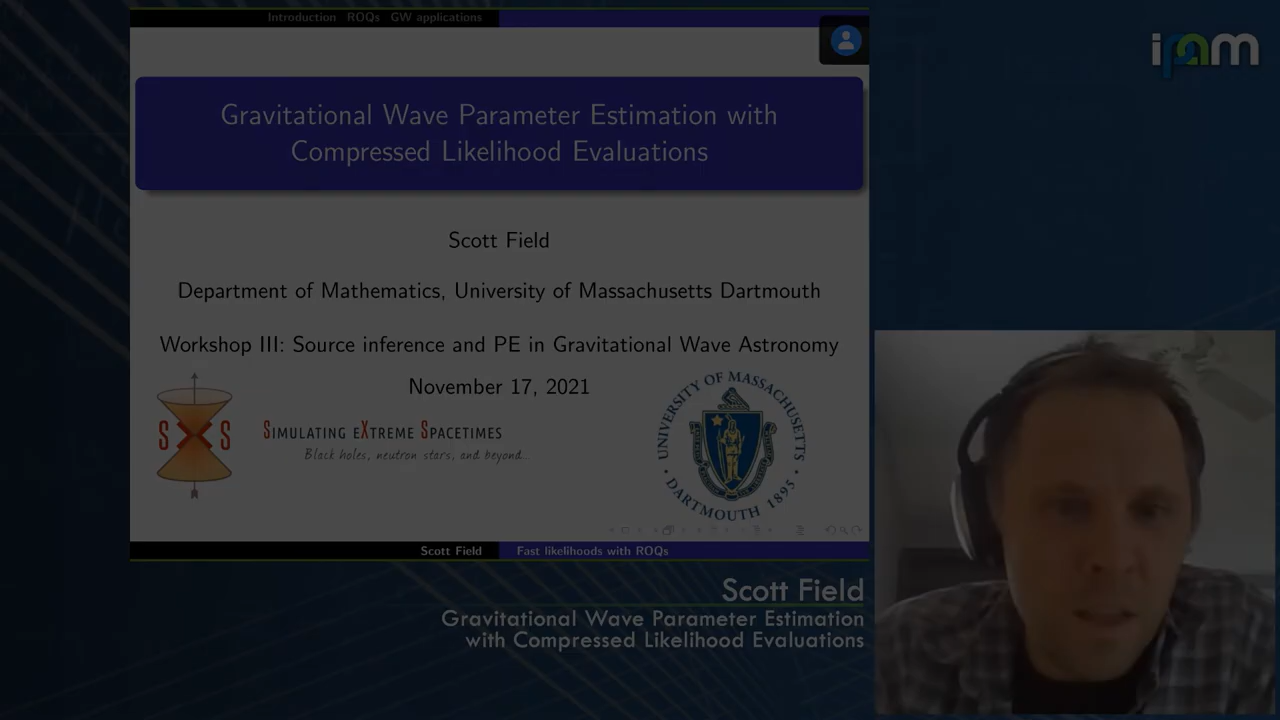 Introduction ROQs GW applications
ipam
Gravitational Wave Parameter Estimation with
Compressed Likelihood Evaluations
Scott Field
Department of Mathematics, University of Massachusetts Dartmouth
Workshop III: Source inference and PE in Gravitational Wave Astronomy
November 17, 2021
S X S
SIMULATING EXTREME SPACETIMES
Black holes, neutron stars, and beyond...
UNIVERSITY OF MASSACHUSETTS
· DARTMOUTH 1895 ·
Scott Field Fast likelihoods with ROQs
Scott Field
Gravitational Wave Parameter Estimation
with Compressed Likelihood Evaluations